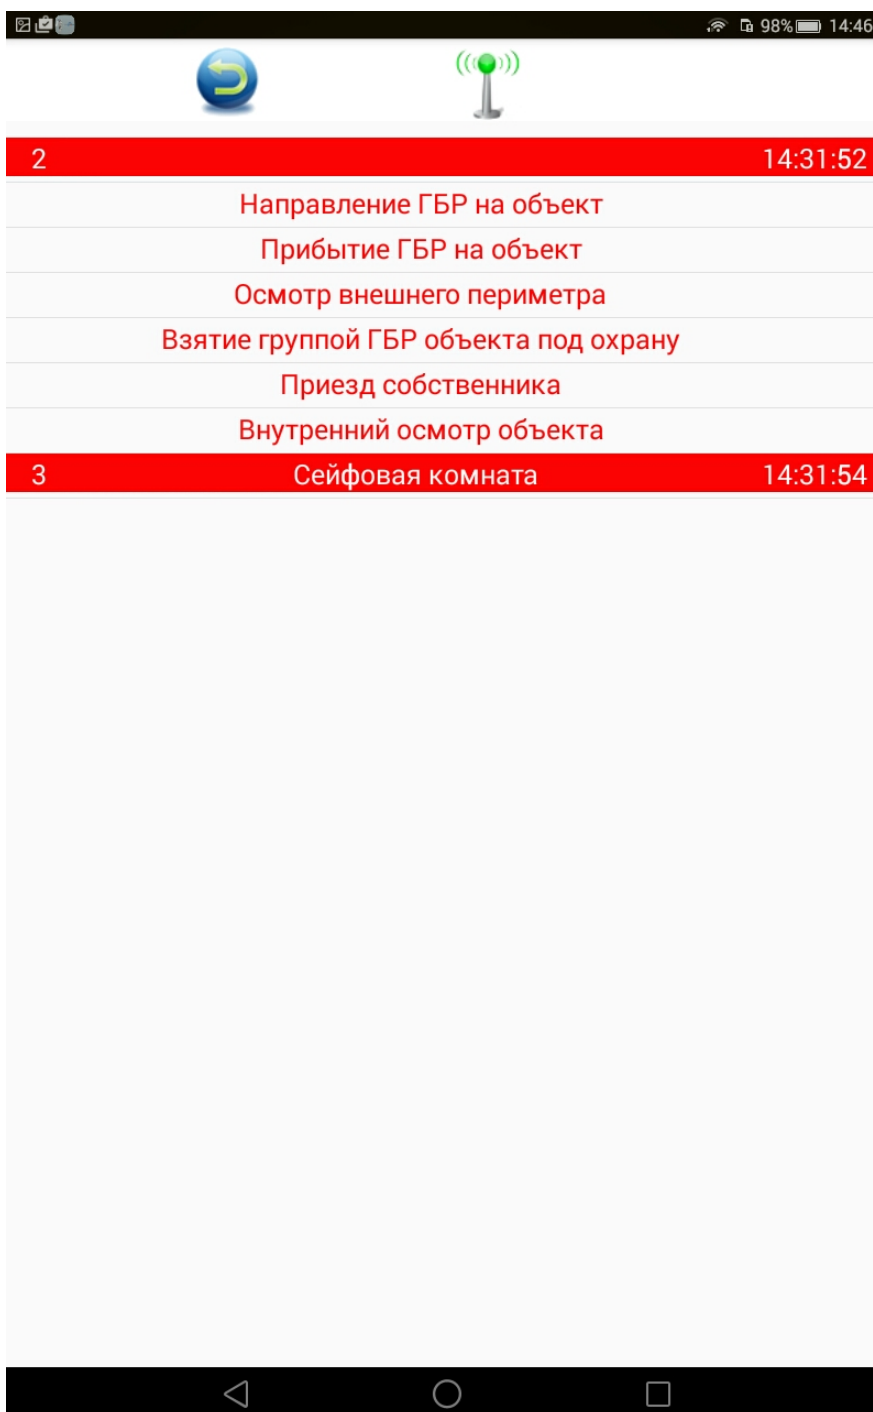 98% 14:46
2 14:31:52
Направление ГБР на объект
Прибытие ГБР на объект
Осмотр внешнего периметра
Взятие группой ГБР объекта под охрану
Приезд собственника
Внутренний осмотр объекта
3 Сейфовая комната 14:31:54